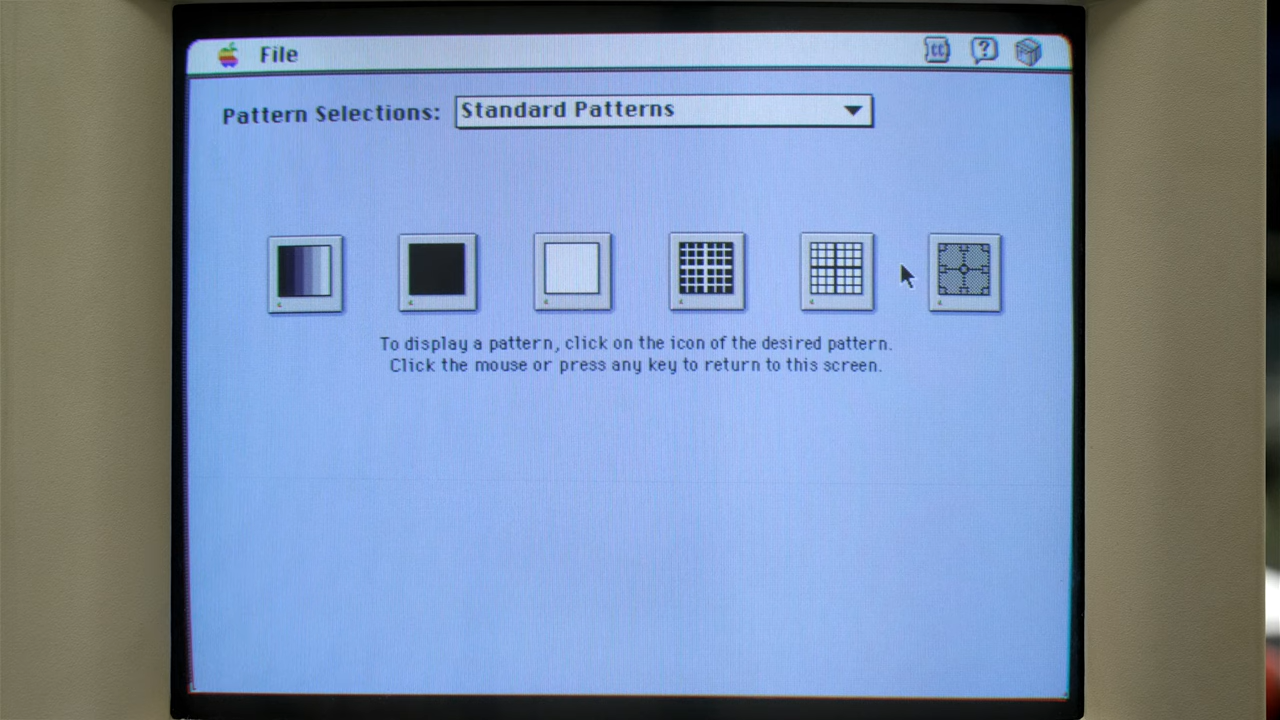 File
Pattern Selections: Standard Patterns
To display a pattern, click on the icon of the desired pattern.
Click the mouse or press any key to return to this screen.